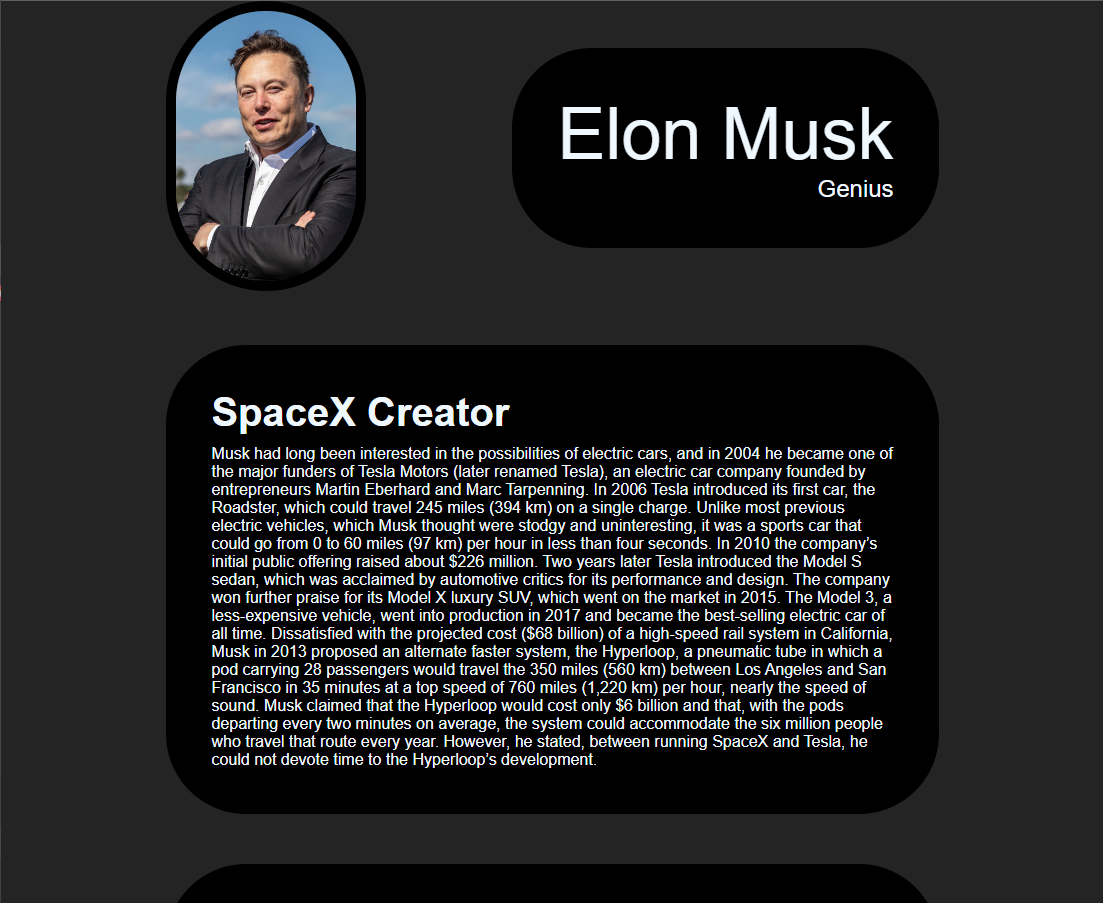 Elon Musk
Genius
SpaceX Creator
Musk had long been interested in the possibilities of electric cars, and in 2004 he became one of
the major funders of Tesla Motors (later renamed Tesla), an electric car company founded by
entrepreneurs Martin Eberhard and Marc Tarpenning. In 2006 Tesla introduced its first car, the
Roadster, which could travel 245 miles (394 km) on a single charge. Unlike most previous
electric vehicles, which Musk thought were stodgy and uninteresting, it was a sports car that
could go from 0 to 60 miles (97 km) per hour in less than four seconds. In 2010 the company’s
initial public offering raised about $226 million. Two years later Tesla introduced the Model S
sedan, which was acclaimed by automotive critics for its performance and design. The company
won further praise for its Model X luxury SUV, which went on the market in 2015. The Model 3, a
less-expensive vehicle, went into production in 2017 and became the best-selling electric car of
all time. Dissatisfied with the projected cost ($68 billion) of a high-speed rail system in California,
Musk in 2013 proposed an alternate faster system, the Hyperloop, a pneumatic tube in which a
pod carrying 28 passengers would travel the 350 miles (560 km) between Los Angeles and San
Francisco in 35 minutes at a top speed of 760 miles (1,220 km) per hour, nearly the speed of
sound. Musk claimed that the Hyperloop would cost only $6 billion and that, with the pods
departing every two minutes on average, the system could accommodate the six million people
who travel that route every year. However, he stated, between running SpaceX and Tesla, he
could not devote time to the Hyperloop’s development.